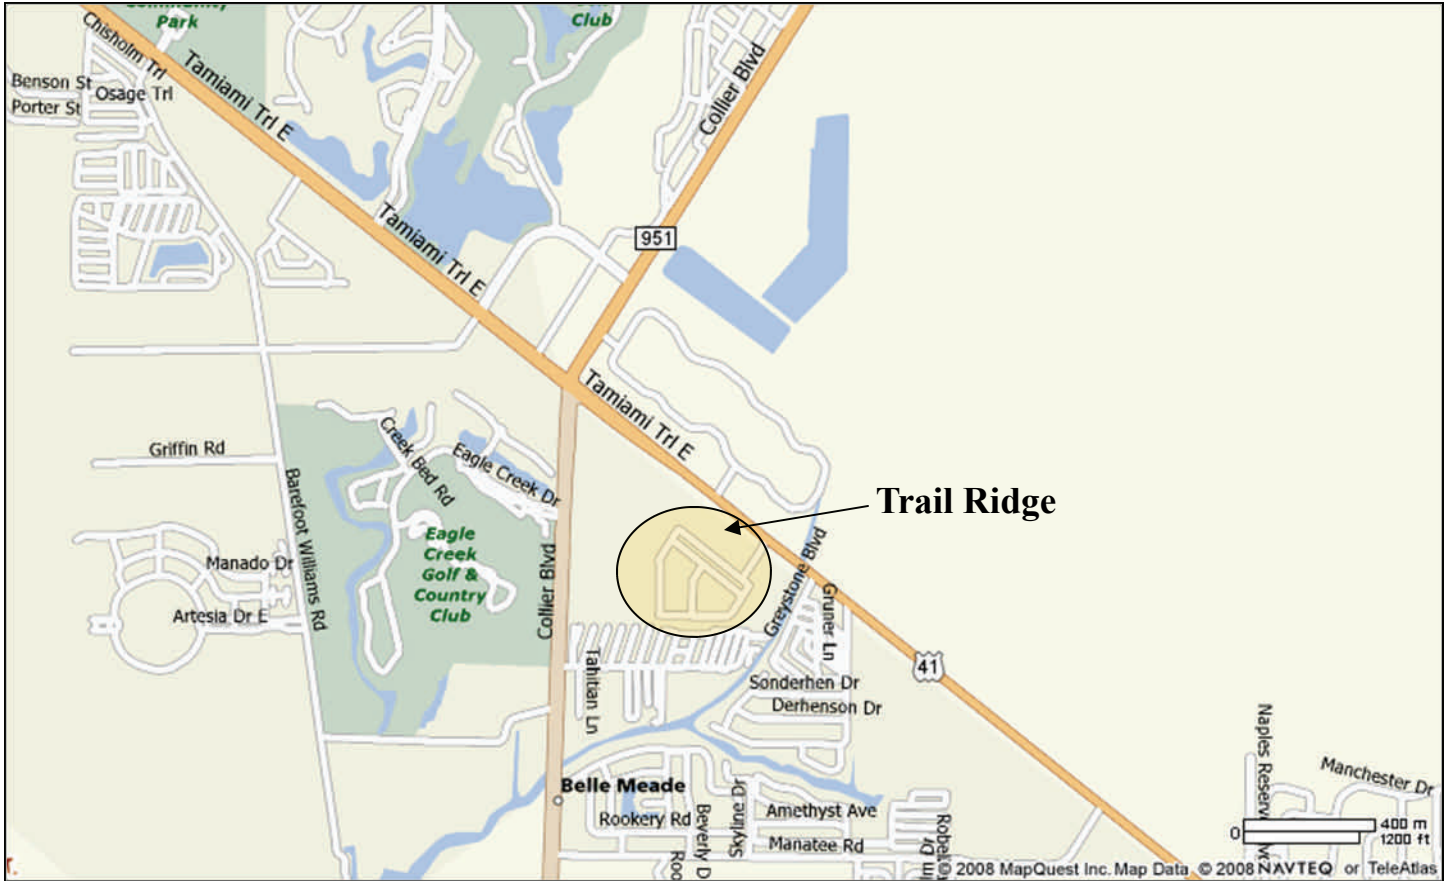 Community
Park
Club
Chisholm Trl
Benson St
Osage Trl
Porter St
Tamiami Trl E
Collier Blvd
Tamiami Trl E
951
Tamiami Trl E
Griffin Rd
Creek Bed Rd
Eagle Creek Dr
Barefoot Williams Rd
Trail Ridge
Eagle
Creek
Golf &
Country
Club
Manado Dr
Artesia Dr E
Collier Blvd
Greystone Blvd
Gruner Ln
Tahitian Ln
41
Sonderhen Dr
Derhenson Dr
Naples Reserve
Manchester Dr
Belle Meade
Rookery Rd
Beverly D
Skyline Dr
Amethyst Ave
Manatee Rd
0
400 m
1200 ft
© 2008 MapQuest Inc. Map Data © 2008 NAVTEQ or TeleAtlas